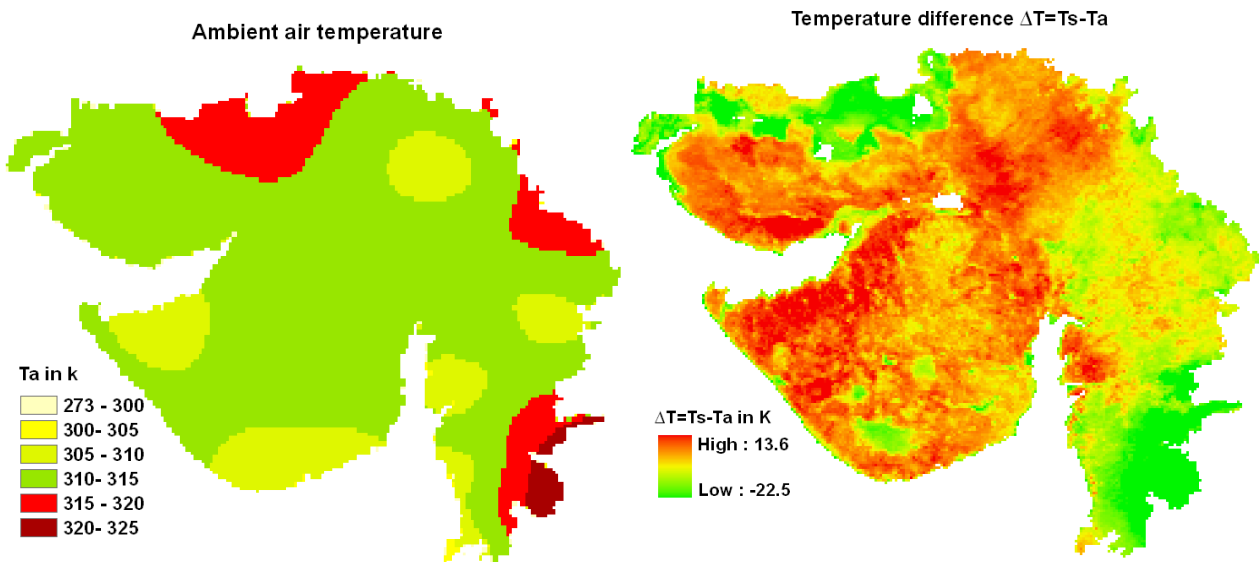 Ambient air temperature
Ta in k
273 - 300
300- 305
305 - 310
310- 315
315 - 320
320- 325
Temperature difference ΔT=Ts-Ta
ΔT=Ts-Ta in K
High : 13.6
Low : -22.5